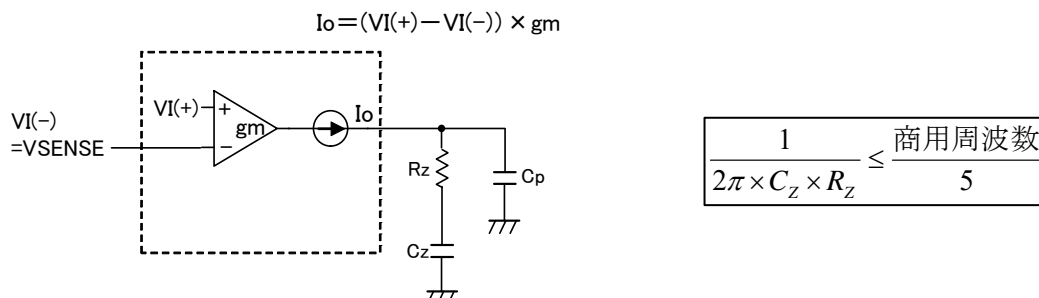 Io=(VI(+)-VI(-))×gm
VI(+)
+
gm
-
Io
VI(-)
=VSENSE
Rz
Cp
Cz
1
2π×C_Z×R_Z
≤
商用周波数
5